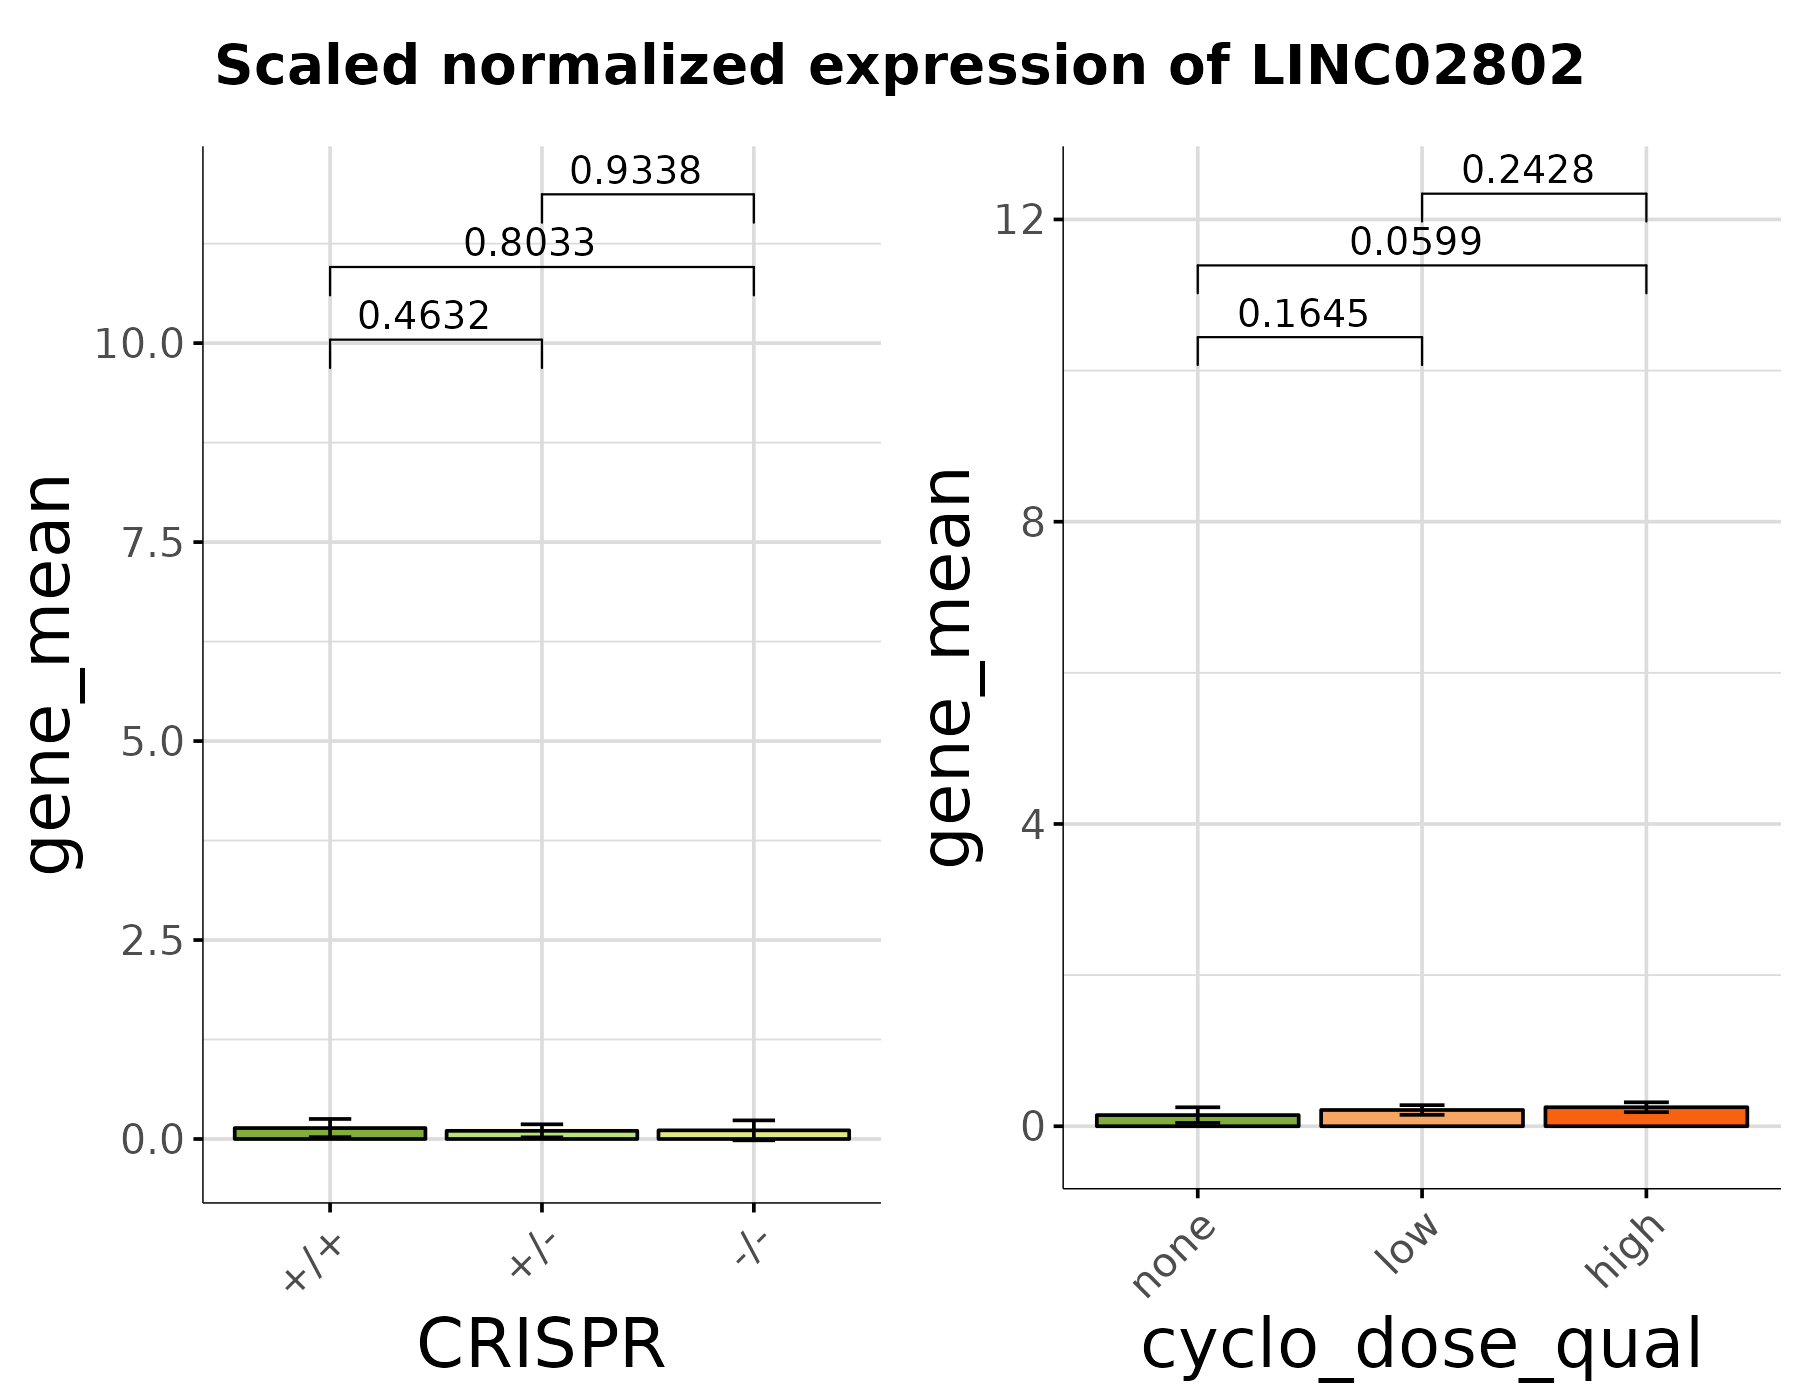 Scaled normalized expression of LINC02802
gene_mean
0.9338
0.8033
0.4632
10.0
7.5
5.0
2.5
0.0
+/+
+/-
-/-
CRISPR
gene_mean
0.2428
0.0599
0.1645
12
8
4
0
none
low
high
cyclo_dose_qual